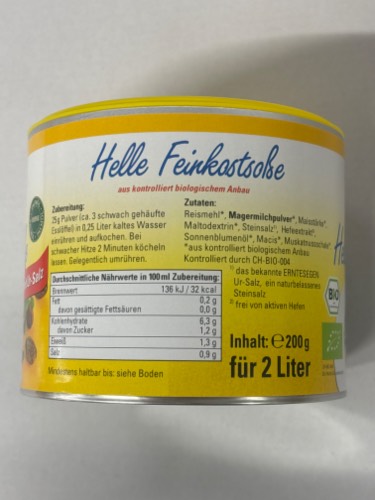 Helle Feinkostsoße
aus kontrolliert biologischem Anbau
Zubereitung:
25g Pulver (ca. 3 schwach gehäufte
Esslöffel) in 0,25 Liter kaltes Wasser
einrühren und aufkochen. Bei
schwacher Hitze 2 Minuten köcheln
lassen. Gelegentlich umrühren.
Zutaten:
Reismehl*, Magermilchpulver*, Maisstärke*,
Maltodextrin*, Steinsalz¹⁾, Hefeextrakt²⁾,
Sonnenblumenöl*, Macis*, Muskatnuss
*aus kontrolliert biologischem Anbau
Kontrolliert durch CH-BIO-004
¹⁾ das bekannte ERNTESEGEN
Ur-Salz, ein naturbelassenes
Steinsalz
²⁾ frei von aktiven Hefen
Durchschnittliche Nährwerte in 100 ml Zubereitung:
Brennwert 136 kJ / 32 kcal
Fett 0,2 g
davon gesättigte Fettsäuren 0,0 g
Kohlenhydrate 6,3 g
davon Zucker 1,2 g
Eiweiß 1,3 g
Salz 0,9 g
Mindestens haltbar bis: siehe Boden
Inhalt: ℮200g
für 2 Liter
Salz
BIO